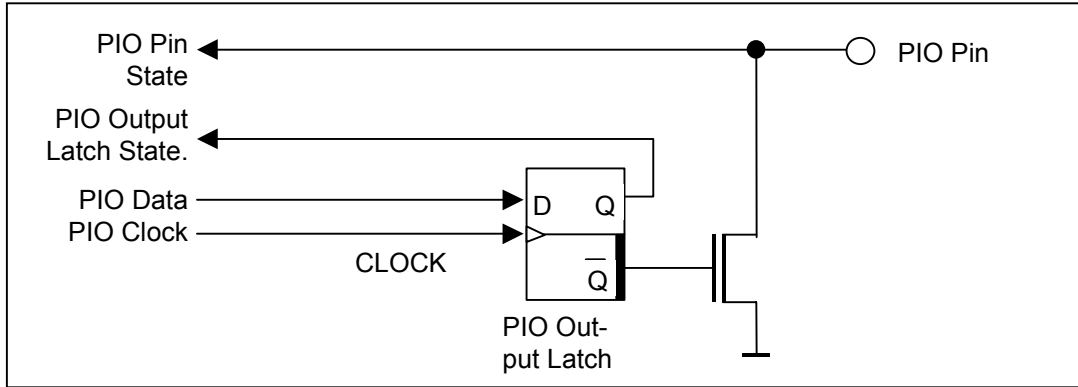 PIO Pin
State
PIO Pin
PIO Output
Latch State.
PIO Data
PIO Clock
D Q
CLOCK
Q
PIO Out-
put Latch